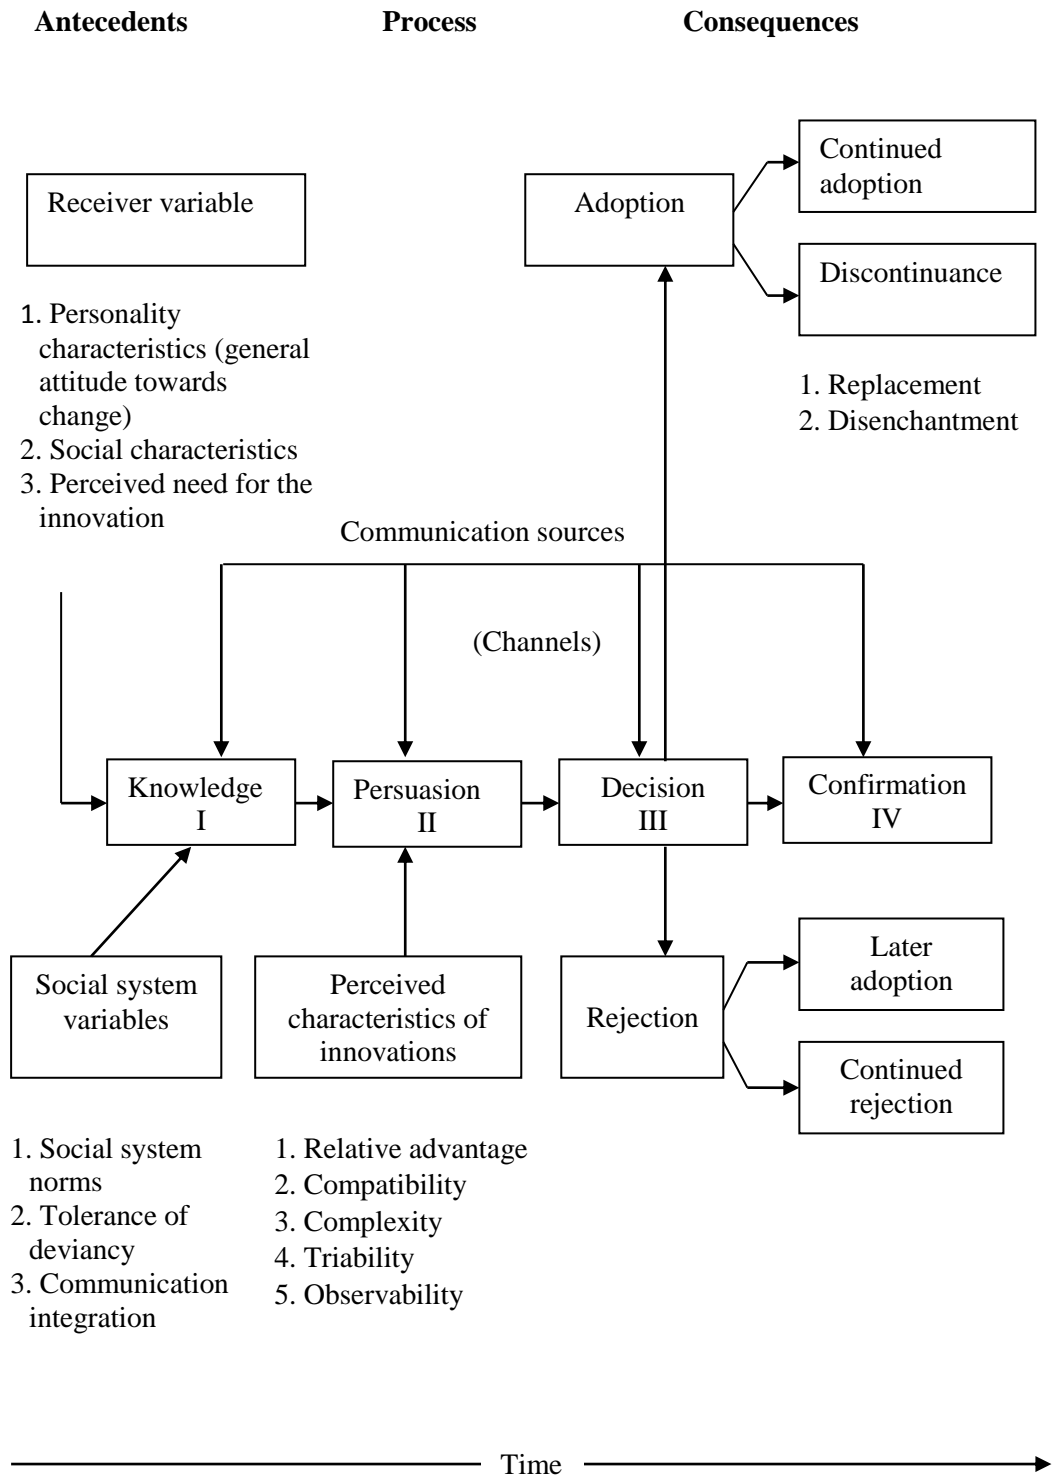 Antecedents Process Consequences
Continued
adoption
Receiver variable
Adoption
Discontinuance
1. Personality
characteristics (general
attitude towards
change)
2. Social characteristics
3. Perceived need for the
innovation
1. Replacement
2. Disenchantment
Communication sources
(Channels)
Knowledge
I
Persuasion
II
Decision
III
Confirmation
IV
Social system
variables
Perceived
characteristics of
innovations
Rejection
Later
adoption
Continued
rejection
1. Social system
norms
2. Tolerance of
deviancy
3. Communication
integration
1. Relative advantage
2. Compatibility
3. Complexity
4. Triability
5. Observability
Time